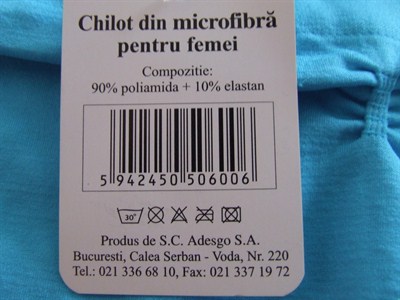 Chilot din microfibră
pentru femei
Compozitie:
90% poliamida + 10% elastan
5 942450 506006
30°
Produs de S.C. Adesgo S.A.
Bucuresti, Calea Serban - Voda, Nr. 220
Tel.: 021 336 68 10, Fax: 021 337 19 72